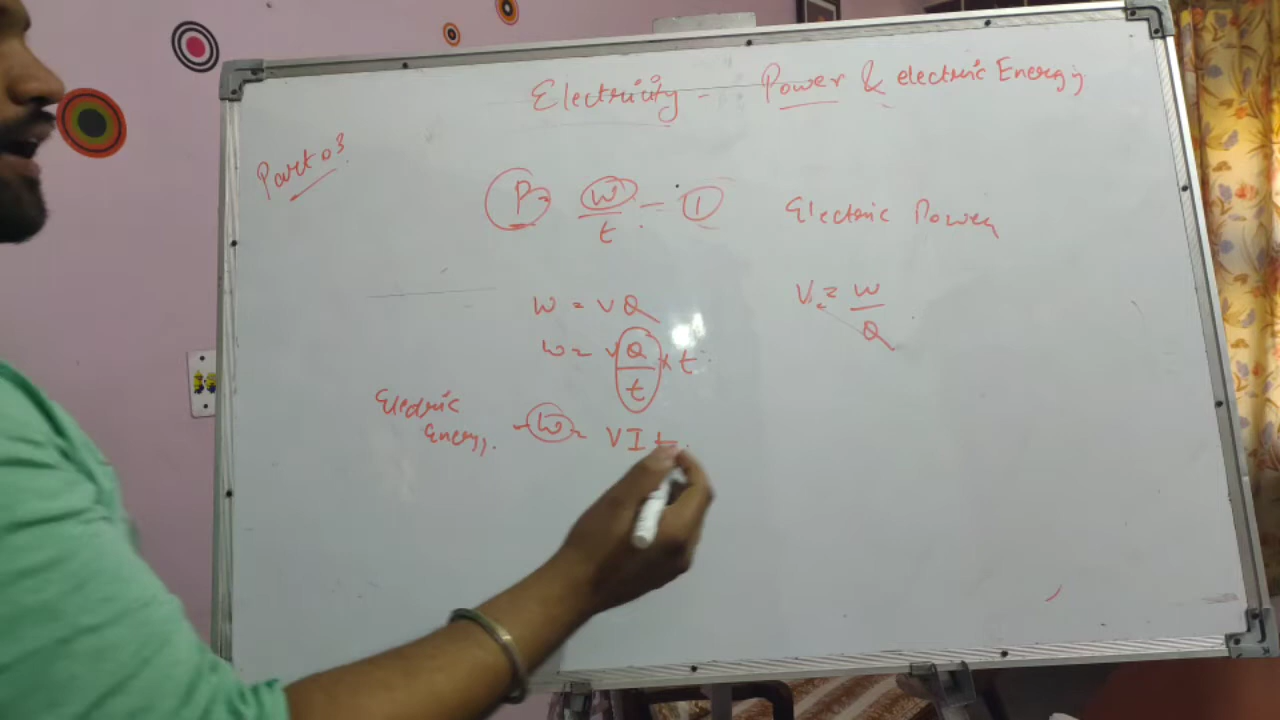 Electricity - Power & electric Energy
Part 03
P = W/t - 1 Electric Power
W = VQ V = W/Q
W = V Q/t × t
Electric Energy - W = VIt